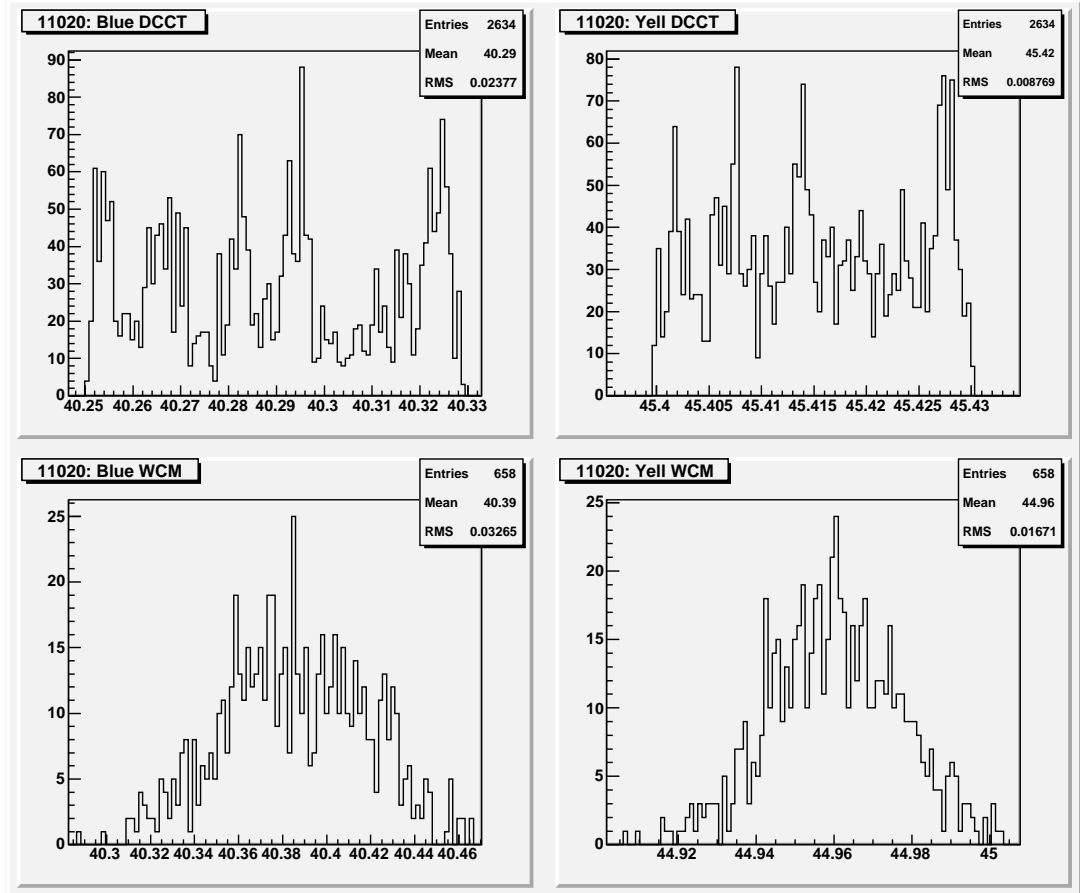 11020: Blue DCCT
Entries 2634
Mean 40.29
RMS 0.02377
90
80
70
60
50
40
30
20
10
0
40.25 40.26 40.27 40.28 40.29 40.3 40.31 40.32 40.33
11020: Yell DCCT
Entries 2634
Mean 45.42
RMS 0.008769
80
70
60
50
40
30
20
10
0
45.4 45.405 45.41 45.415 45.42 45.425 45.43
11020: Blue WCM
Entries 658
Mean 40.39
RMS 0.03265
25
20
15
10
5
0
40.3 40.32 40.34 40.36 40.38 40.4 40.42 40.44 40.46
11020: Yell WCM
Entries 658
Mean 44.96
RMS 0.01671
25
20
15
10
5
0
44.92 44.94 44.96 44.98 45